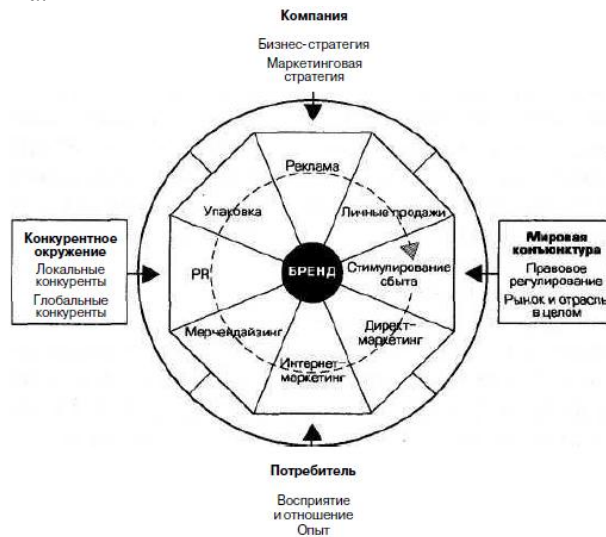 Компания
Бизнес-стратегия
Маркетинговая
стратегия
Реклама
Упаковка
Личные продажи
Конкурентное
окружение
Локальные
конкуренты
Глобальные
конкуренты
PR
БРЕНД
Стимулирование
сбыта
Мировая
конъюнктура
Правовое
регулирование
Рынок и отрасль
в целом
Мерчендайзинг
Директ-
маркетинг
Интернет-
маркетинг
Потребитель
Восприятие
и отношение
Опыт